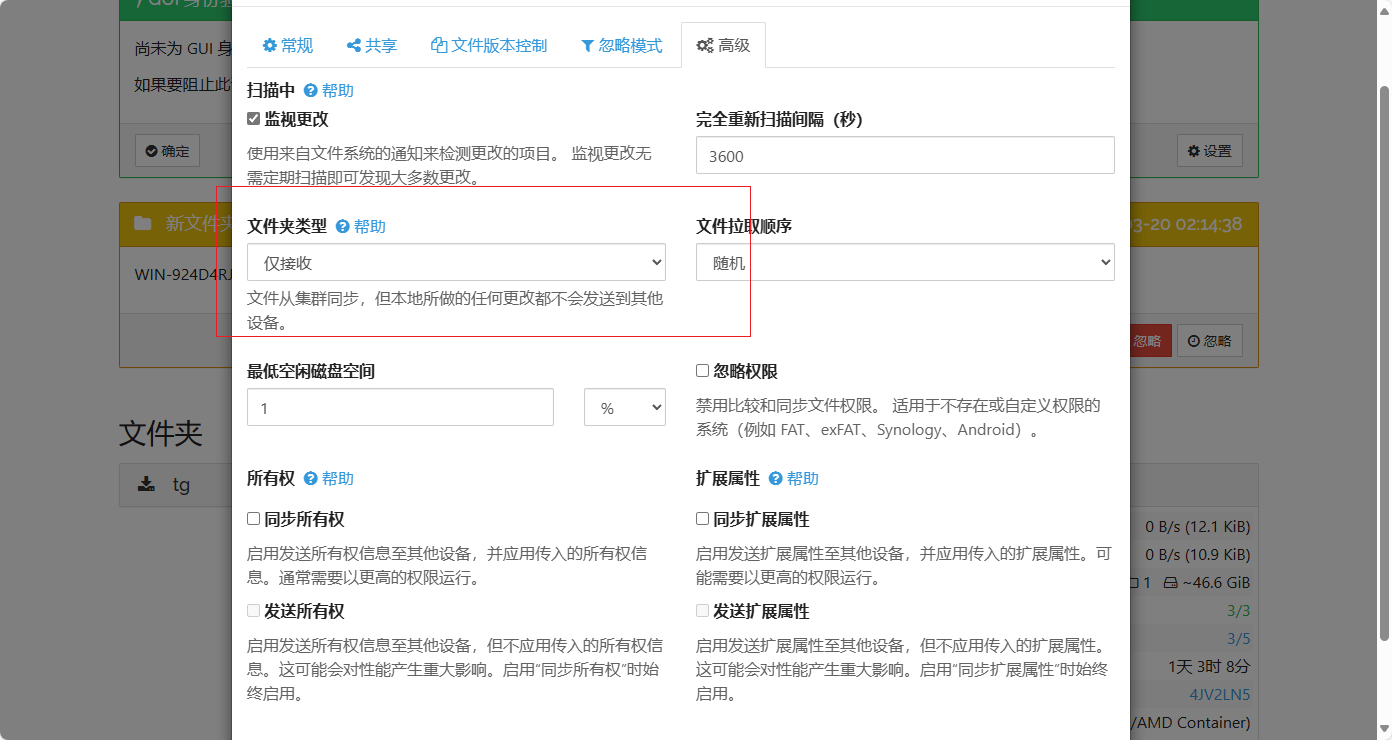 常规
共享
文件版本控制
忽略模式
高级
尚未为 GUI 身
如果要阻止此
确定
设置
扫描中 帮助
监视更改
使用来自文件系统的通知来检测更改的项目。 监视更改无
需定期扫描即可发现大多数更改。
完全重新扫描间隔（秒）
3600
新文件夹
3-20 02:14:38
WIN-924D4RJ
忽略
忽略
文件夹类型 帮助
仅接收
文件从集群同步，但本地所做的任何更改都不会发送到其他
设备。
文件拉取顺序
随机
最低空闲磁盘空间
1
%
忽略权限
禁用比较和同步文件权限。 适用于不存在或自定义权限的
系统（例如 FAT、exFAT、Synology、Android）。
文件夹
tg
所有权 帮助
同步所有权
启用发送所有权信息至其他设备，并应用传入的所有权信
息。通常需要以更高的权限运行。
发送所有权
启用发送所有权信息至其他设备，但不应用传入的所有权信
息。这可能会对性能产生重大影响。启用“同步所有权”时始
终启用。
扩展属性 帮助
同步扩展属性
启用发送扩展属性至其他设备，并应用传入的扩展属性。可
能需要以更高的权限运行。
发送扩展属性
启用发送扩展属性至其他设备，但不应用传入的扩展属性。
这可能会对性能产生重大影响。启用“同步扩展属性”时始终
启用。
0 B/s (12.1 KiB)
0 B/s (10.9 KiB)
1 ~46.6 GiB
3/3
3/5
1天 3时 8分
4JV2LN5
/AMD Container)